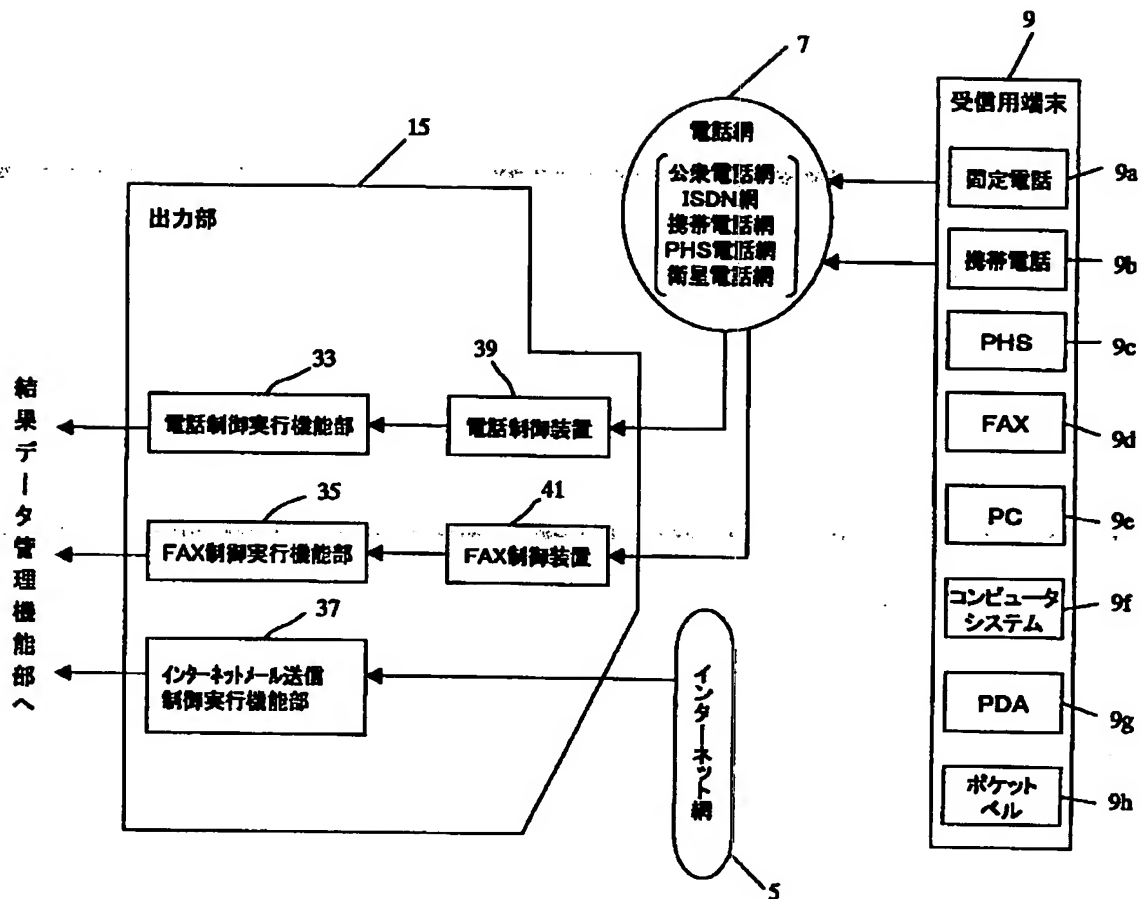 9
受信用端末
7
電話網
公衆電話網
ISDN網
携帯電話網
PHS電話網
衛星電話網
15
出力部
固定電話
9a
携帯電話
9b
PHS
9c
FAX
9d
PC
9e
コンピュータ
システム
9f
PDA
9g
ポケット
ベル
9h
33
電話制御実行機能部
39
電話制御装置
35
FAX制御実行機能部
41
FAX制御装置
37
インターネットメール送信
制御実行機能部
結果データ管理機能部へ
インターネット網
5